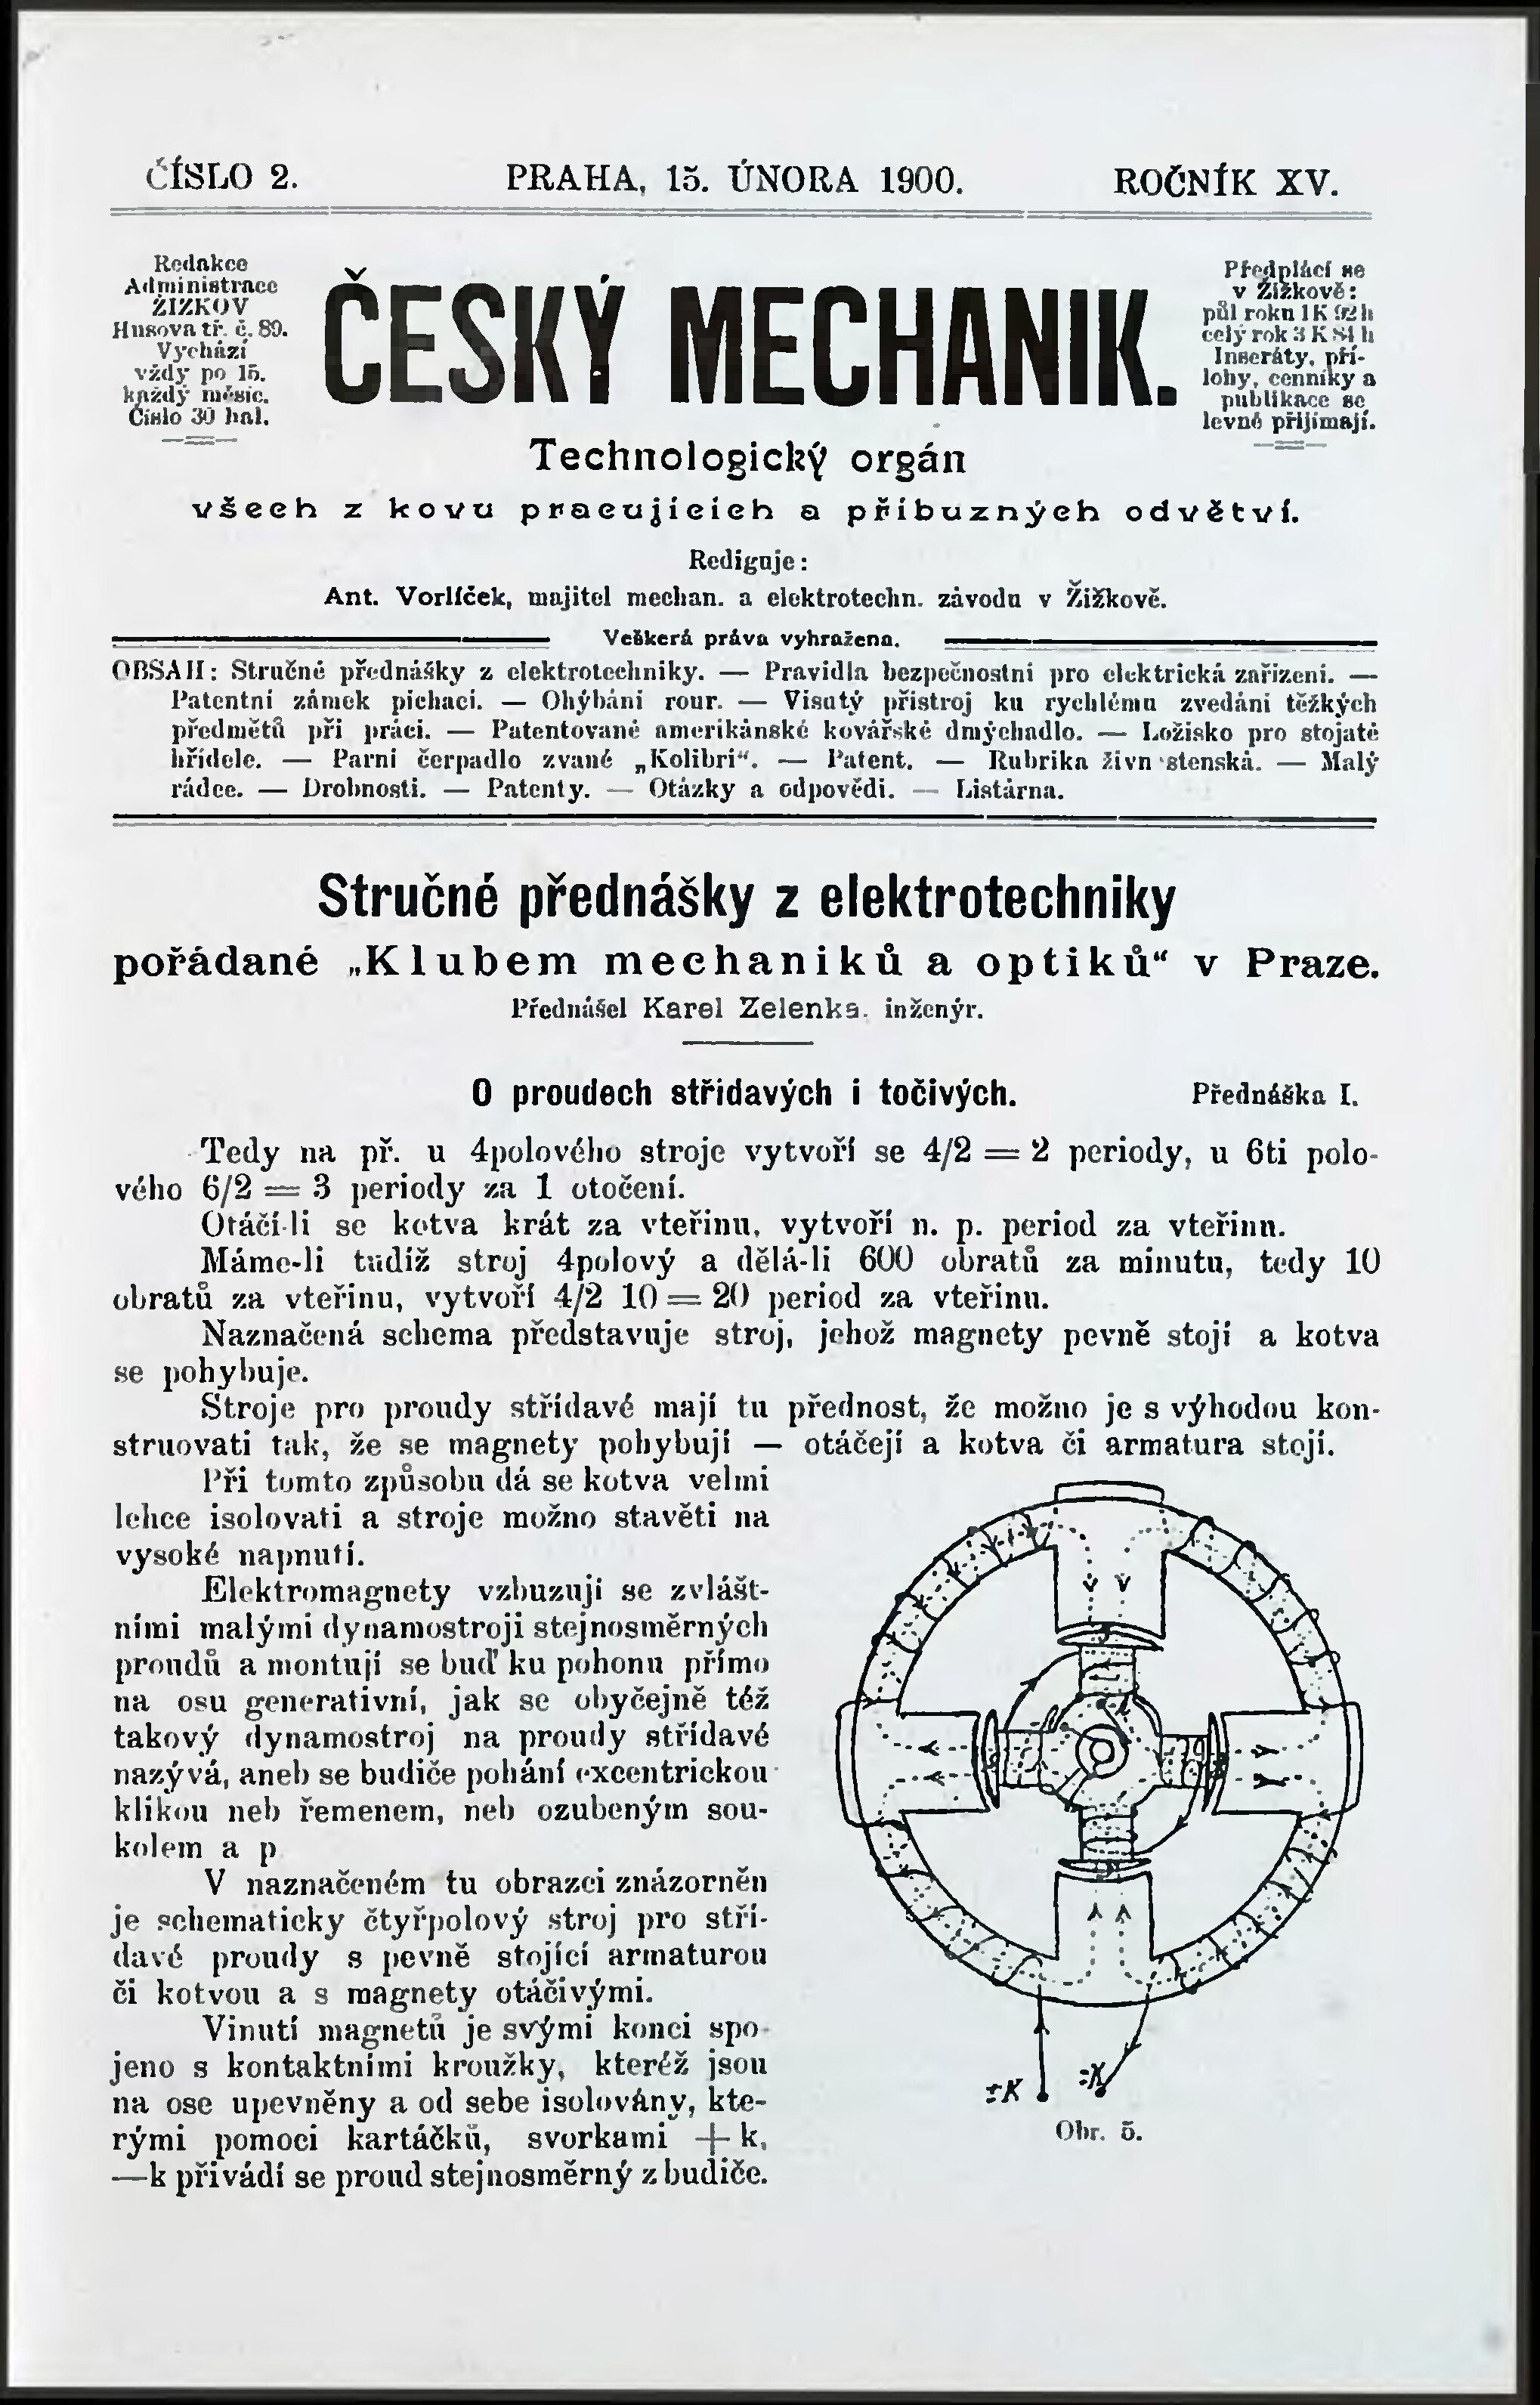 ČÍSLO 2.
PRAHA, 15. ÚNORA 1900.
ROČNÍK XV.
Redakce
Administrace
ŽIZKOV
Husova tř. č. 89.
Vychází
vždy po 15.
každý měsíc.
Číslo 30 hal.
ČESKÝ MECHANIK.
Předplácí se
v Žižkově:
půl roku 1 K 92 h
celý rok 3 K 84 h
Inseráty, pří-
lohy, cenníky a
publikace se
levně přijímají.
Technologický orgán
všech z kovu pracujících a příbuzných odvětví.
Rediguje:
Ant. Vorlíček, majitel mechan. a elektrotechn. závodu v Žižkově.
Veškerá práva vyhražena.
OBSAH: Stručné přednášky z elektrotechniky. — Pravidla bezpečnostní pro elektrická zařízení. —
Patentní zámek píchací. — Ohýbání rour. — Visutý přístroj ku rychlému zvedání těžkých
předmětů při práci. — Patentované amerikánské kovářské dmýchadlo. — Ložisko pro stojaté
hřídele. — Parní čerpadlo zvané „Kolibri“. — Patent. — Rubrika živn stenská. — Malý
rádce. — Drobnosti. — Patenty. — Otázky a odpovědi. — Listárna.
Stručné přednášky z elektrotechniky
pořádané „Klubem mechaniků a optiků“ v Praze.
Přednášel Karel Zelenka, inženýr.
O proudech střídavých i točivých.
Přednáška I.
Tedy na př. u 4polového stroje vytvoří se 4/2 = 2 periody, u 6ti polo-
vého 6/2 = 3 periody za 1 otočení.
Otáčí-li se kotva krát za vteřinu, vytvoří n. p. period za vteřinu.
Máme-li tudíž stroj 4polový a dělá-li 600 obratů za minutu, tedy 10
obratů za vteřinu, vytvoří 4/2 10 = 20 period za vteřinu.
Naznačená schema představuje stroj, jehož magnety pevně stojí a kotva
se pohybuje.
Stroje pro proudy střídavé mají tu přednost, že možno je s výhodou kon-
struovati tak, že se magnety pohybují — otáčejí a kotva či armatura stojí.
Při tomto způsobu dá se kotva velmi
lehce isolovati a stroje možno stavěti na
vysoké napnutí.
Elektromagnety vzbuzují se zvlášt-
ními malými dynamostroji stejnosměrných
proudů a montují se buď ku pohonu přímo
na osu generativní, jak se obyčejně též
takový dynamostroj na proudy střídavé
nazývá, aneb se budiče pohání excentrickou
klikou neb řemenem, neb ozubeným sou-
kolem a p
V naznačeném tu obrazci znázorněn
je schematicky čtyřpolový stroj pro stří-
davé proudy s pevně stojící armaturou
či kotvou a s magnety otáčivými.
Vinutí magnetů je svými konci spo-
jeno s kontaktními kroužky, kteréž jsou
na ose upevněny a od sebe isolovány, kte-
rými pomocí kartáčků, svorkami + k,
—k přivádí se proud stejnosměrný z budiče.
±K
∓K
Obr. 5.